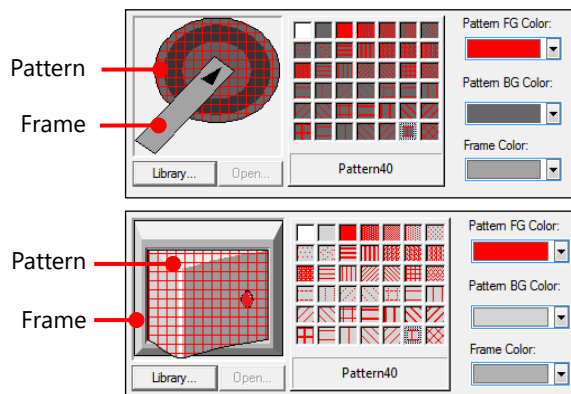 Pattern
Frame
Library...
Open...
Pattern40
Pattern FG Color:
Pattern BG Color:
Frame Color:
Pattern
Frame
Library...
Open...
Pattern40
Pattern FG Color:
Pattern BG Color:
Frame Color: